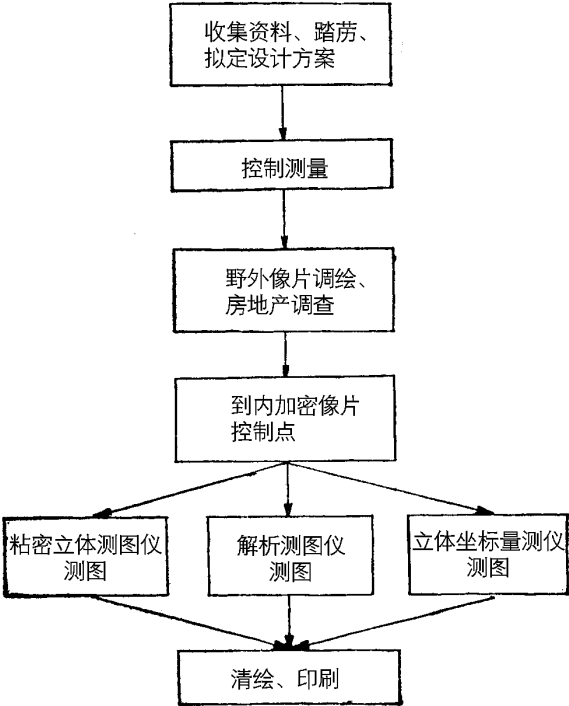 收集资料、踏苈、
拟定设计方案
控制测量
野外像片调绘、
房地产调查
到内加密像片
控制点
粘密立体测图仪
测图
解析测图仪
测图
立体坐标量测仪
测图
清绘、印刷